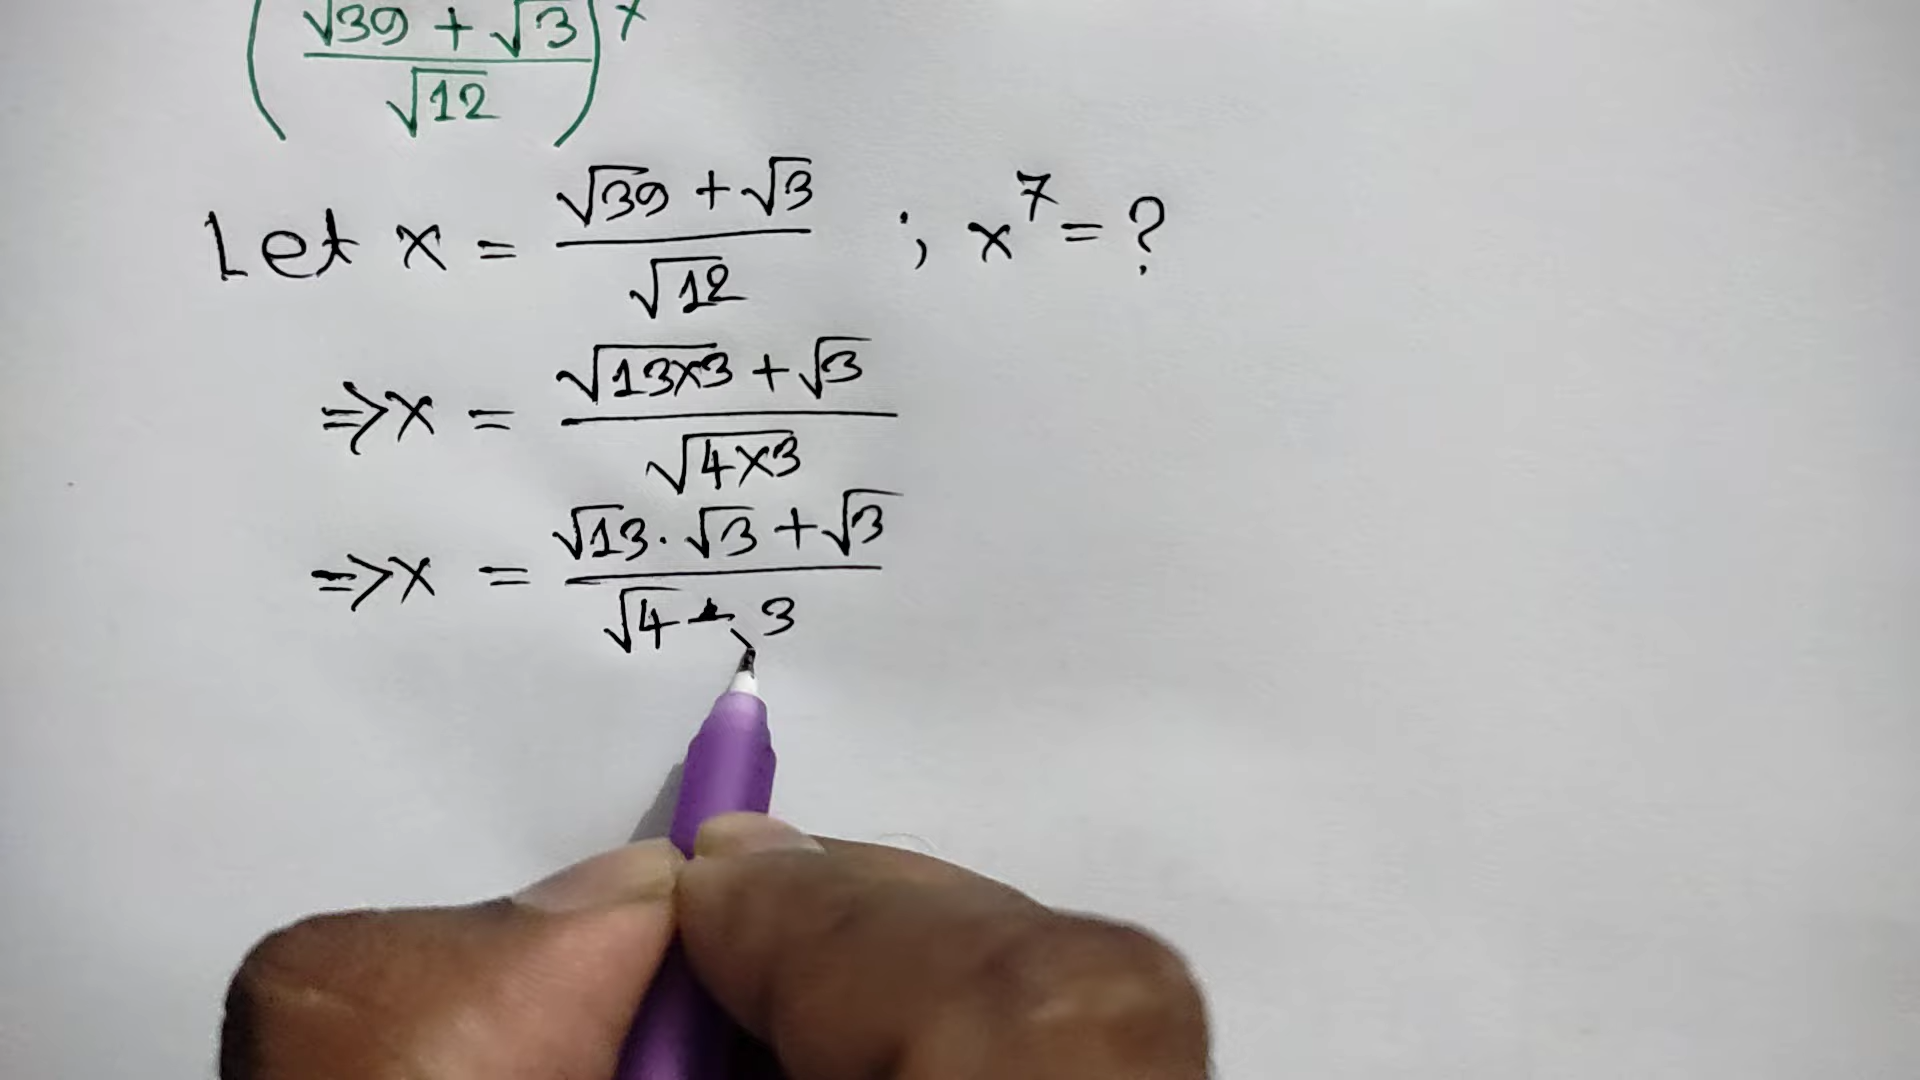 (√39 + √3 / √12)^7
Let x = √39 + √3 / √12 ; x^7 = ?
⇒ x = √13×3 + √3 / √4×3
⇒ x = √13 · √3 + √3 / √4 · √3